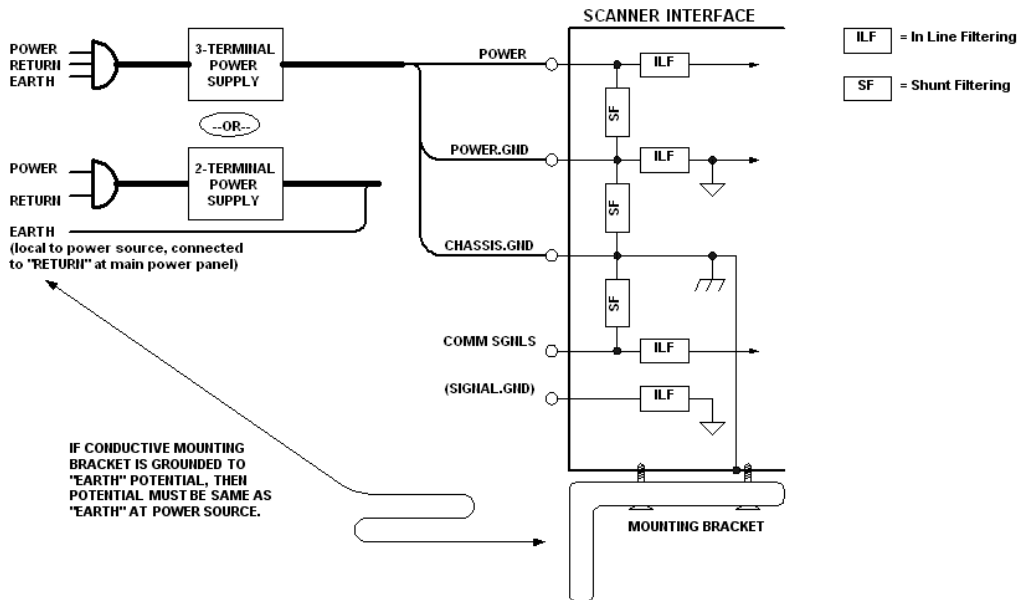 SCANNER INTERFACE
POWER
RETURN
EARTH
3-TERMINAL
POWER
SUPPLY
--OR--
POWER
RETURN
2-TERMINAL
POWER
SUPPLY
EARTH
(local to power source, connected
to "RETURN" at main power panel)
POWER
ILF
SF
POWER.GND
ILF
SF
CHASSIS.GND
SF
COMM SGNLS
ILF
(SIGNAL.GND)
ILF
ILF = In Line Filtering
SF = Shunt Filtering
IF CONDUCTIVE MOUNTING
BRACKET IS GROUNDED TO
"EARTH" POTENTIAL, THEN
POTENTIAL MUST BE SAME AS
"EARTH" AT POWER SOURCE.
MOUNTING BRACKET